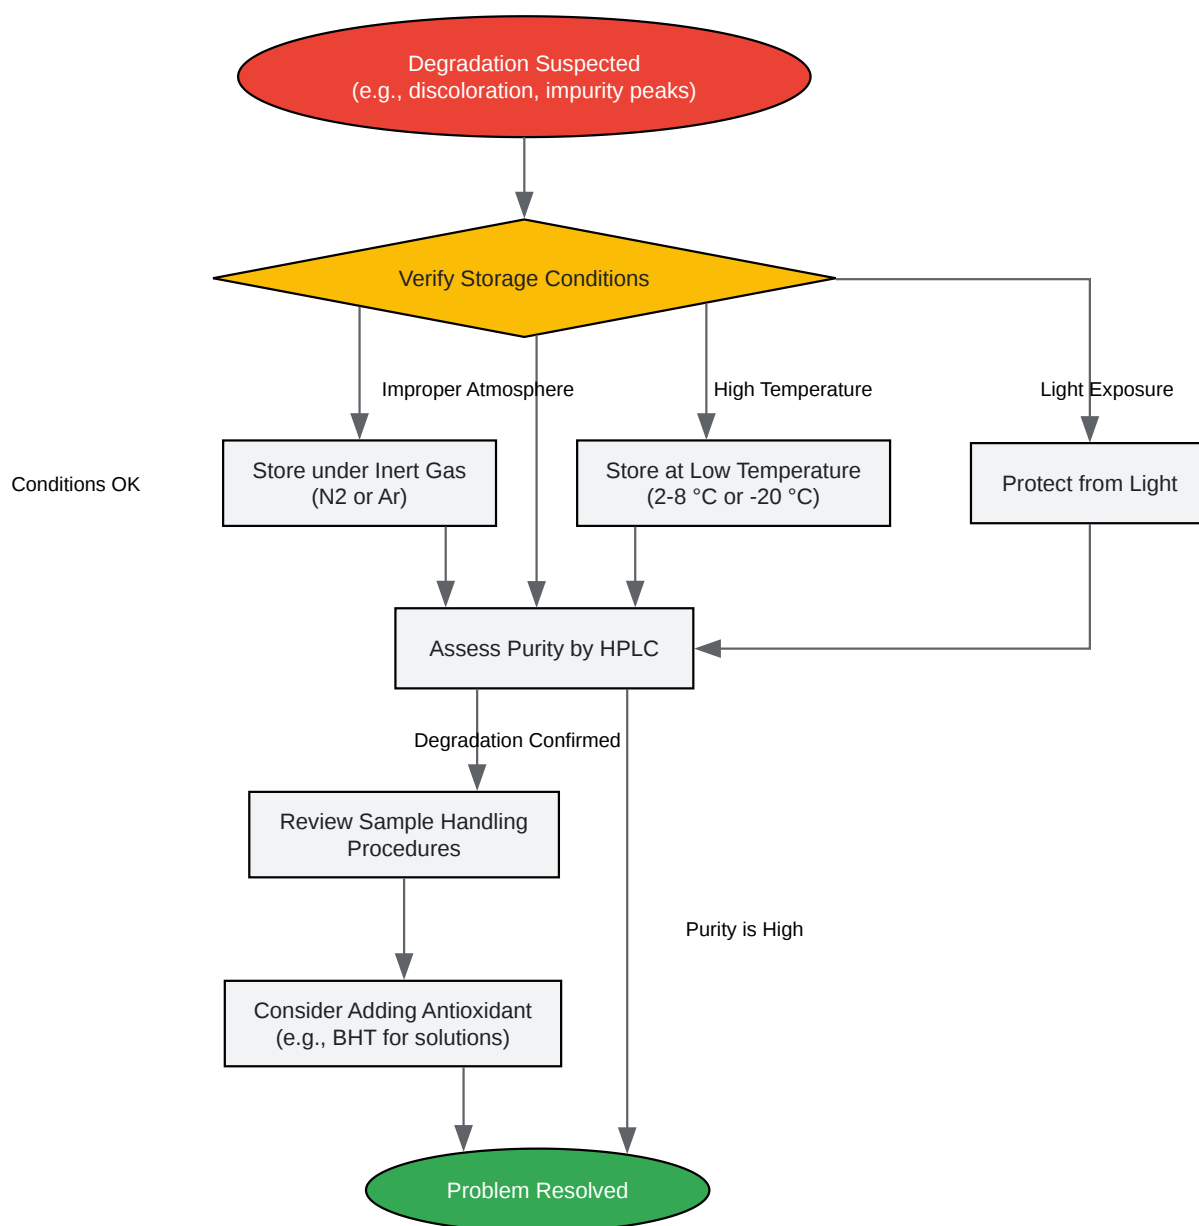 Degradation Suspected
(e.g., discoloration, impurity peaks)
Verify Storage Conditions
Improper Atmosphere
High Temperature
Light Exposure
Conditions OK
Store under Inert Gas
(N2 or Ar)
Store at Low Temperature
(2-8 °C or -20 °C)
Protect from Light
Assess Purity by HPLC
Degradation Confirmed
Review Sample Handling
Procedures
Purity is High
Consider Adding Antioxidant
(e.g., BHT for solutions)
Problem Resolved